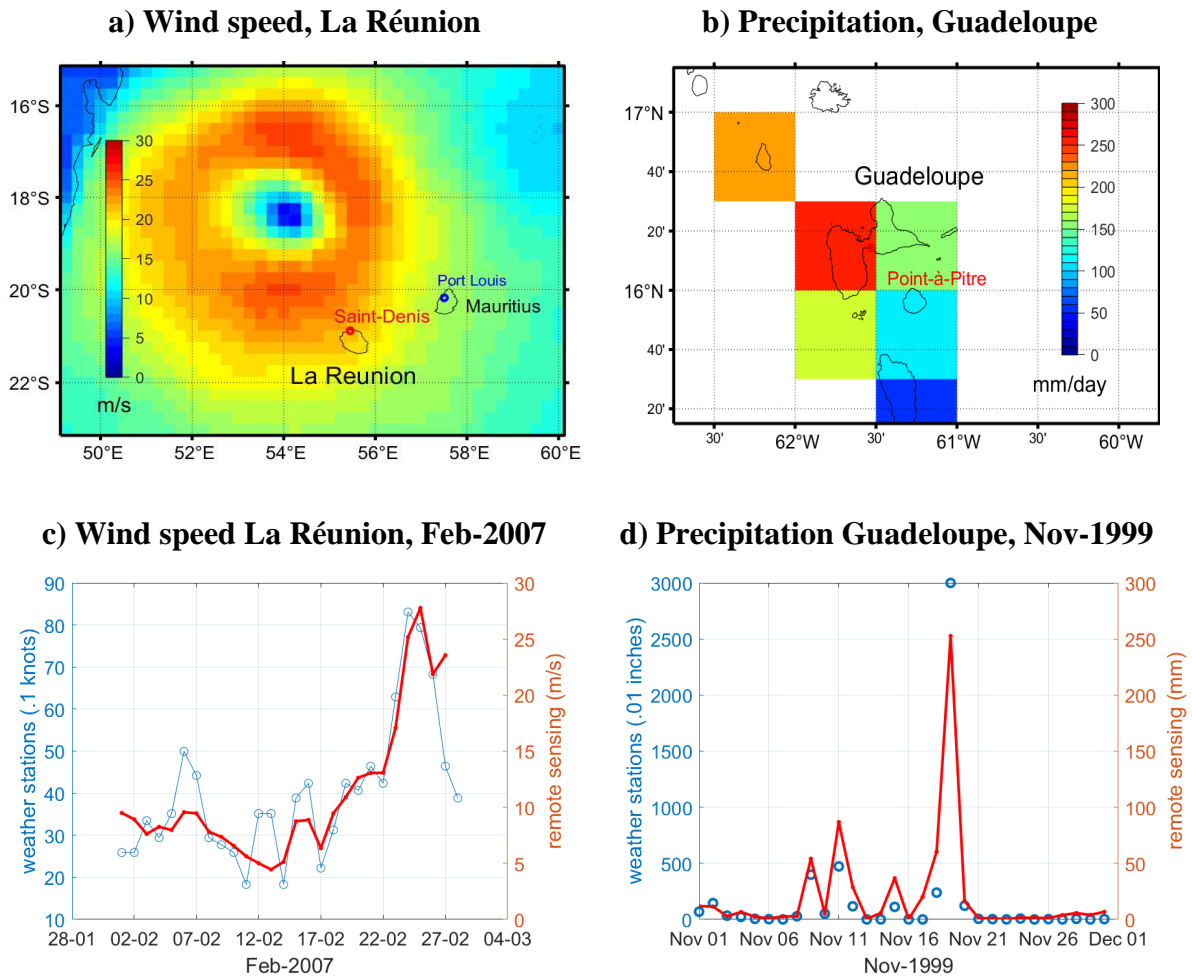 a) Wind speed, La Réunion
16°S
18°S
20°S
22°S
30
25
20
15
10
5
0
m/s
Port Louis
Mauritius
Saint-Denis
La Reunion
50°E
52°E
54°E
56°E
58°E
60°E
b) Precipitation, Guadeloupe
17°N
40'
20'
16°N
40'
20'
Guadeloupe
Point-à-Pitre
300
250
200
150
100
50
0
mm/day
30'
62°W
30'
61°W
30'
60°W
c) Wind speed La Réunion, Feb-2007
weather stations (.1 knots)
90
80
70
60
50
40
30
20
10
30
25
20
15
10
5
0
remote sensing (m/s)
28-01
02-02
07-02
12-02
17-02
22-02
27-02
04-03
Feb-2007
d) Precipitation Guadeloupe, Nov-1999
weather stations (.01 inches)
3000
2500
2000
1500
1000
500
0
300
250
200
150
100
50
0
remote sensing (mm)
Nov 01
Nov 06
Nov 11
Nov 16
Nov 21
Nov 26
Dec 01
Nov-1999